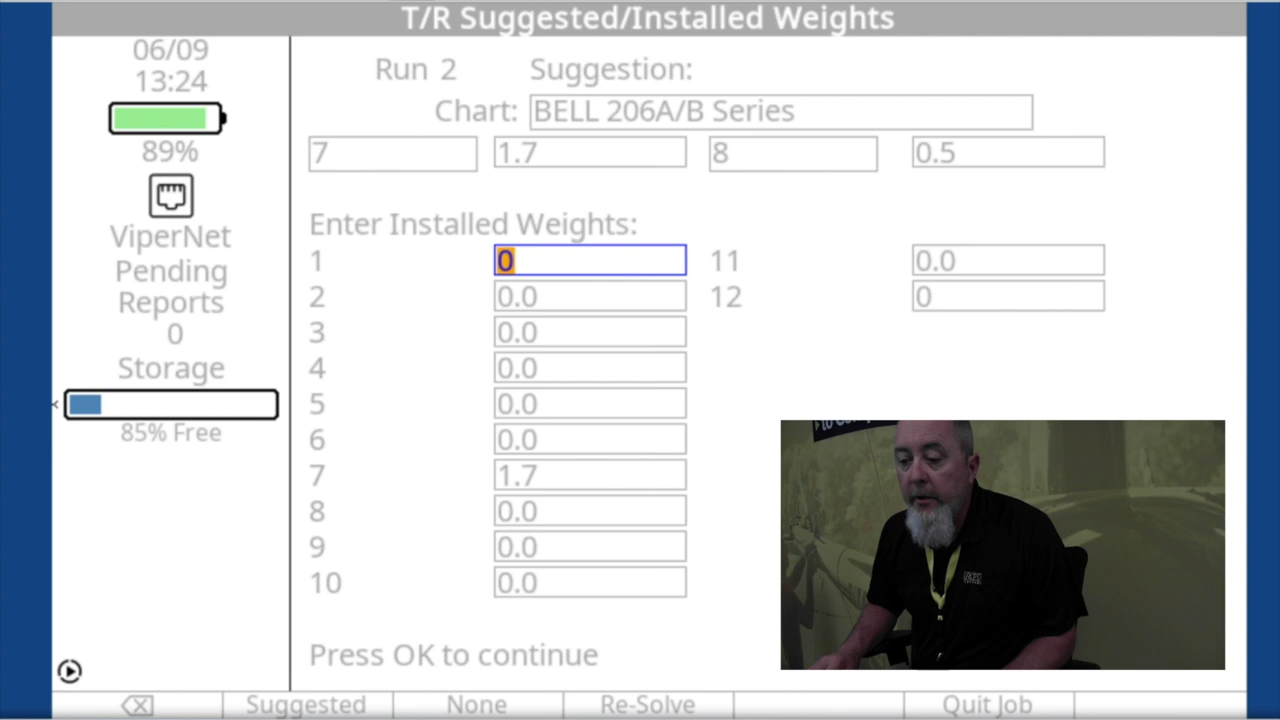 T/R Suggested/Installed Weights
06/09
13:24
89%
ViperNet
Pending
Reports
0
Storage
85% Free
Run 2 Suggestion:
Chart: BELL 206A/B Series
7 1.7 8 0.5
Enter Installed Weights:
1 0 11 0.0
2 0.0 12 0
3 0.0
4 0.0
5 0.0
6 0.0
7 1.7
8 0.0
9 0.0
10 0.0
Press OK to continue
Suggested None Re-Solve Quit Job